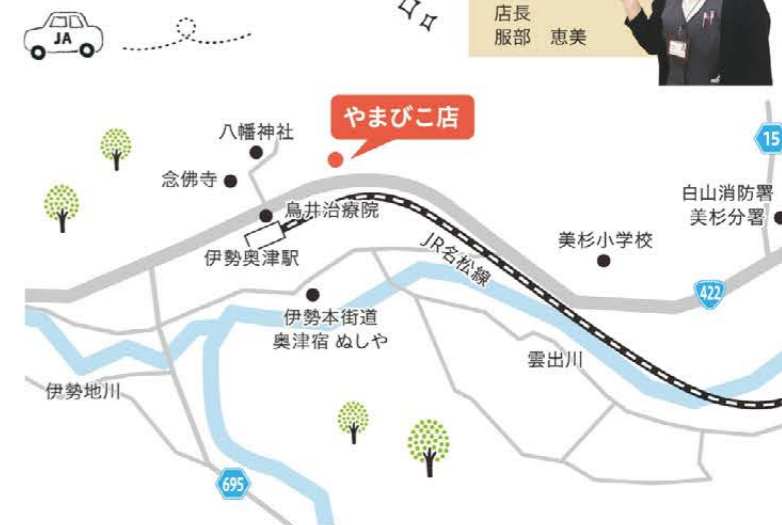 店長
服部 恵美
JA
やまびこ店
八幡神社
念佛寺
鳥井治療院
伊勢奥津駅
JR名松線
伊勢本街道
奥津宿 ぬしや
伊勢地川
雲出川
美杉小学校
白山消防署
美杉分署
15
422
695